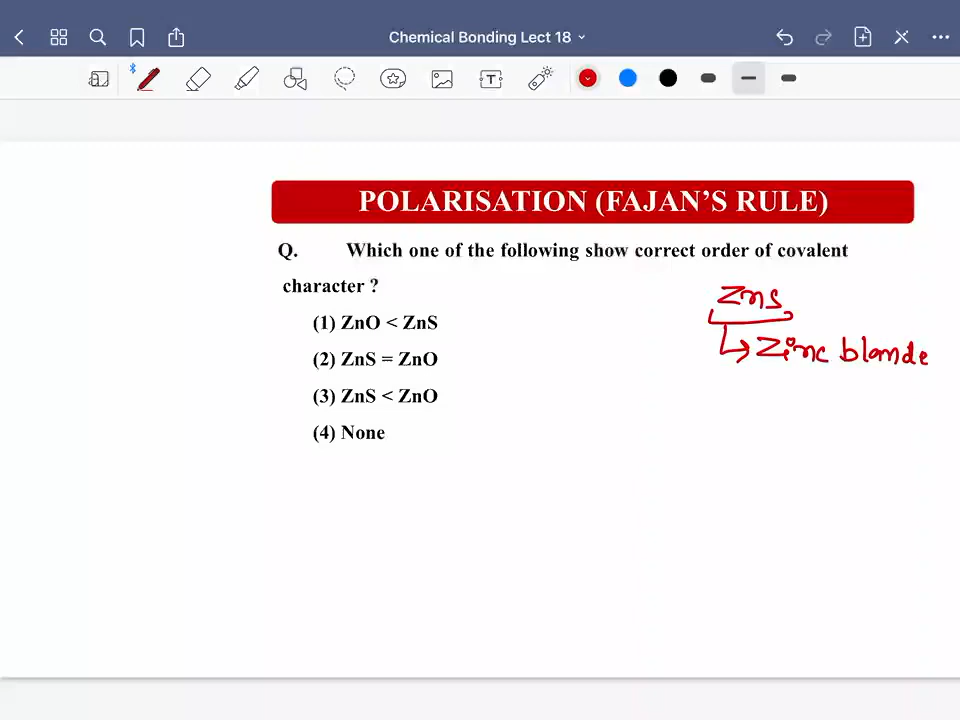 Chemical Bonding Lect 18
T
POLARISATION (FAJAN'S RULE)
Q. Which one of the following show correct order of covalent
character ?
(1) ZnO < ZnS
(2) ZnS = ZnO
(3) ZnS < ZnO
(4) None
ZnS
Zinc blande